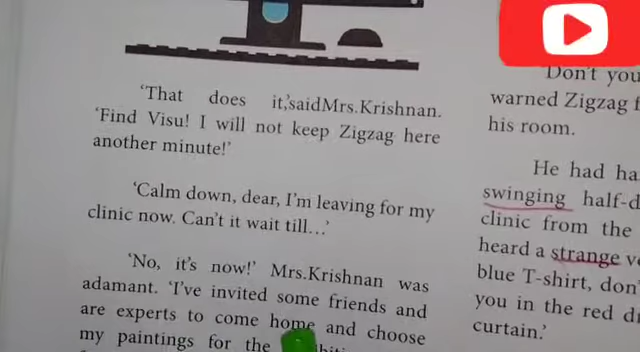 'That does it,'saidMrs.Krishnan.
'Find Visu! I will not keep Zigzag here
another minute!'
'Calm down, dear, I'm leaving for my
clinic now. Can't it wait till...'
'No, it's now!' Mrs.Krishnan was
adamant. 'I've invited some friends and
are experts to come home and choose
my paintings for the
Don't you
warned Zigzag
his room.
He had
swinging half-
clinic from the
heard a strange
blue T-shirt, don'
you in the red
curtain.'